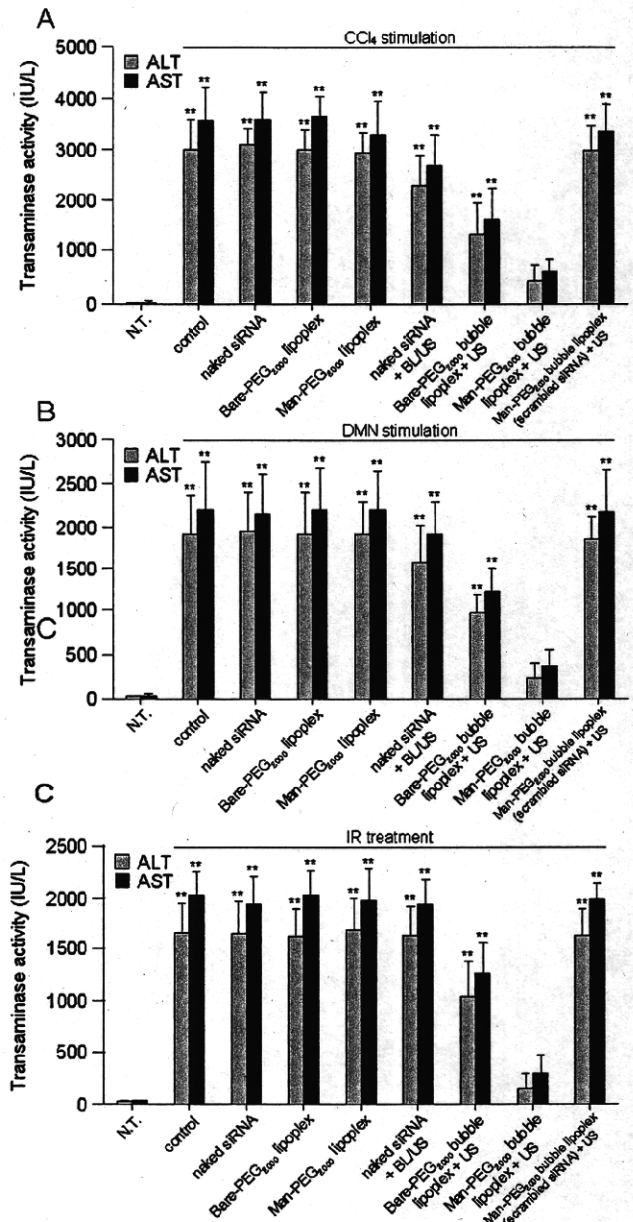 A
CCl₄ stimulation
ALT
AST
Transaminase activity (IU/L)
5000
4000
3000
2000
1000
0
** ** ** ** ** ** ** ** ** ** ** ** ** **
N.T.
control
naked siRNA
Bare-PEG₂₀₀₀ lipoplex
Man-PEG₂₀₀₀ lipoplex
naked siRNA
+ BL/US
Bare-PEG₂₀₀₀ bubble
lipoplex + US
Man-PEG₂₀₀₀ bubble
lipoplex + US
Man-PEG₂₀₀₀ bubble lipoplex
(scrambled siRNA) + US
B
DMN stimulation
ALT
AST
Transaminase activity (IU/L)
3000
2500
2000
1500
1000
500
0
C
** ** ** ** ** ** ** ** ** ** ** ** ** **
N.T.
control
naked siRNA
Bare-PEG₂₀₀₀ lipoplex
Man-PEG₂₀₀₀ lipoplex
naked siRNA
+ BL/US
Bare-PEG₂₀₀₀ bubble
lipoplex + US
Man-PEG₂₀₀₀ bubble
lipoplex + US
Man-PEG₂₀₀₀ bubble lipoplex
(scrambled siRNA) + US
C
IR treatment
ALT
AST
Transaminase activity (IU/L)
2500
2000
1500
1000
500
0
** ** ** ** ** ** ** ** ** ** ** ** ** **
N.T.
control
naked siRNA
Bare-PEG₂₀₀₀ lipoplex
Man-PEG₂₀₀₀ lipoplex
naked siRNA
+ BL/US
Bare-PEG₂₀₀₀ bubble
lipoplex + US
Man-PEG₂₀₀₀ bubble
lipoplex + US
Man-PEG₂₀₀₀ bubble lipoplex
(scrambled siRNA) + US